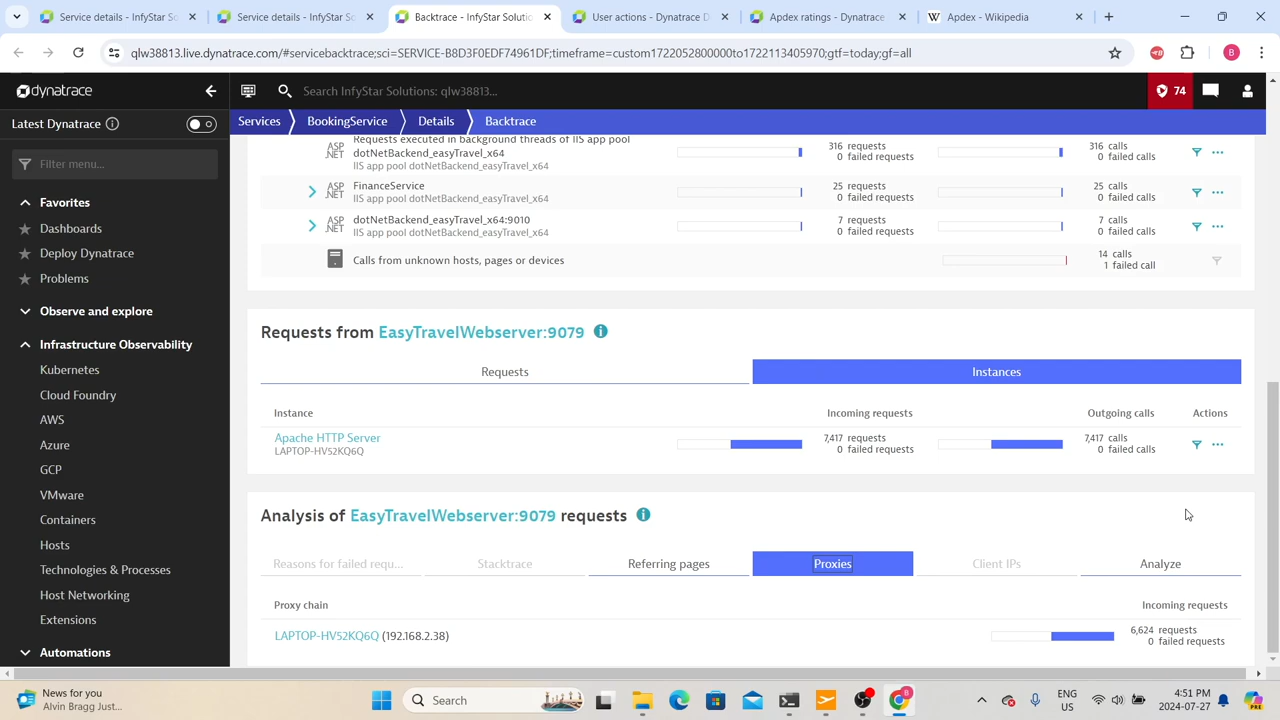 Service details - InfyStar S
Service details - InfyStar S
Backtrace - InfyStar Solutio
User actions - Dynatrace D
Apdex ratings - Dynatrace
Apdex - Wikipedia
qlw38813.live.dynatrace.com/#servicebacktrace;sci=SERVICE-B8D3F0EDF74961DF;timeframe=custom1722052800000to1722113405970;gtf=today;gf=all
B
dynatrace
Search InfyStar Solutions: qlw38813...
74
Latest Dynatrace
Services
BookingService
Details
Backtrace
Filter menu...
Favorites
Dashboards
Deploy Dynatrace
Problems
Observe and explore
Infrastructure Observability
Kubernetes
Cloud Foundry
AWS
Azure
GCP
VMware
Containers
Hosts
Technologies & Processes
Host Networking
Extensions
Automations
ASP
.NET
Requests executed in background threads of IIS app pool
dotNetBackend_easyTravel_x64
IIS app pool dotNetBackend_easyTravel_x64
316 requests
0 failed requests
316 calls
0 failed calls
ASP
.NET
FinanceService
IIS app pool dotNetBackend_easyTravel_x64
25 requests
0 failed requests
25 calls
0 failed calls
ASP
.NET
dotNetBackend_easyTravel_x64:9010
IIS app pool dotNetBackend_easyTravel_x64
7 requests
0 failed requests
7 calls
0 failed calls
Calls from unknown hosts, pages or devices
14 calls
1 failed call
Requests from EasyTravelWebserver:9079
Requests
Instances
Instance
Incoming requests
Outgoing calls
Actions
Apache HTTP Server
LAPTOP-HV52KQ6Q
7,417 requests
0 failed requests
7,417 calls
0 failed calls
Analysis of EasyTravelWebserver:9079 requests
Reasons for failed requ...
Stacktrace
Referring pages
Proxies
Client IPs
Analyze
Proxy chain
Incoming requests
LAPTOP-HV52KQ6Q (192.168.2.38)
6,624 requests
0 failed requests
News for you
Alvin Bragg Just...
Search
ENG
US
4:51 PM
2024-07-27